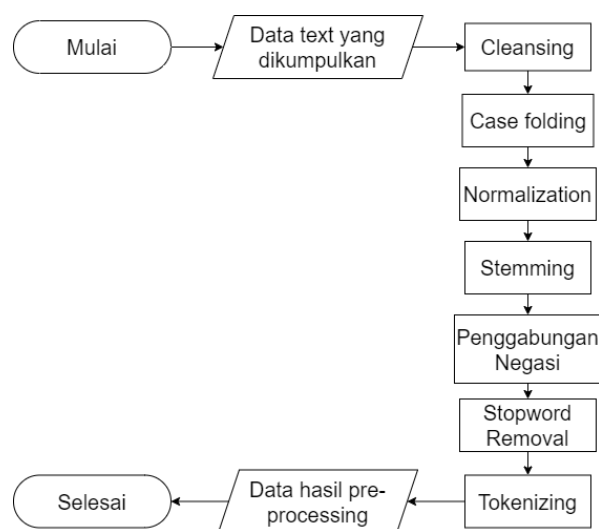 Mulai
Data text yang
dikumpulkan
Cleansing
Case folding
Normalization
Stemming
Penggabungan
Negasi
Stopword
Removal
Tokenizing
Data hasil pre-
processing
Selesai